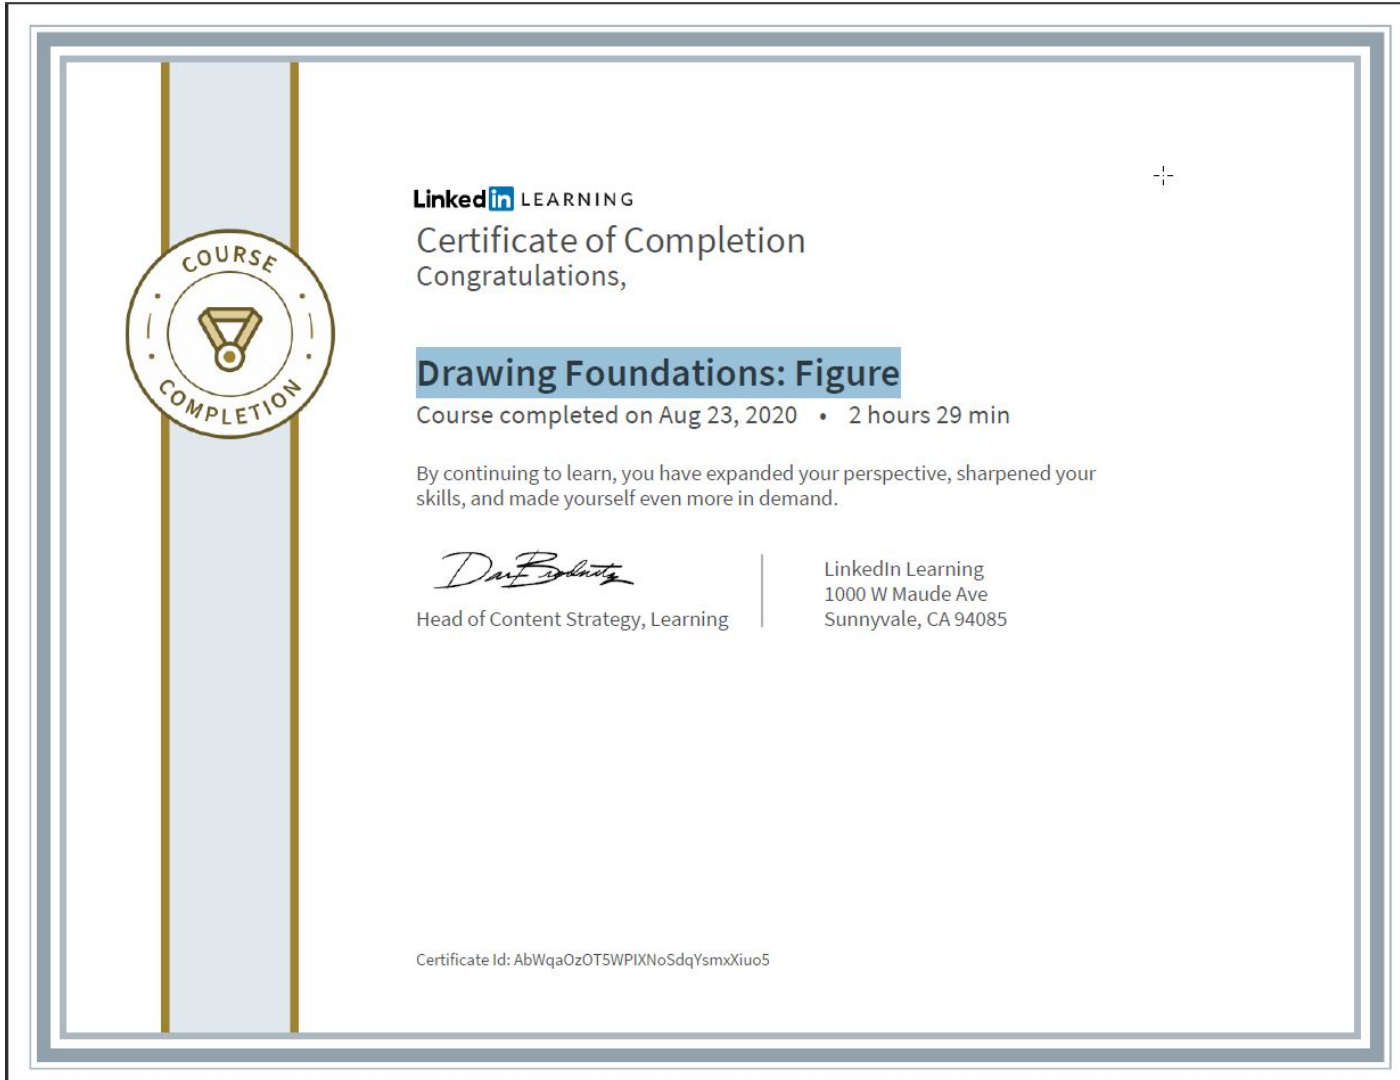 COURSE
COMPLETION
Linked in LEARNING
Certificate of Completion
Congratulations,
Drawing Foundations: Figure
Course completed on Aug 23, 2020 • 2 hours 29 min
By continuing to learn, you have expanded your perspective, sharpened your
skills, and made yourself even more in demand.
Head of Content Strategy, Learning
LinkedIn Learning
1000 W Maude Ave
Sunnyvale, CA 94085
Certificate Id: AbWqaOzOT5WPIXNoSdqYsmxXiuo5